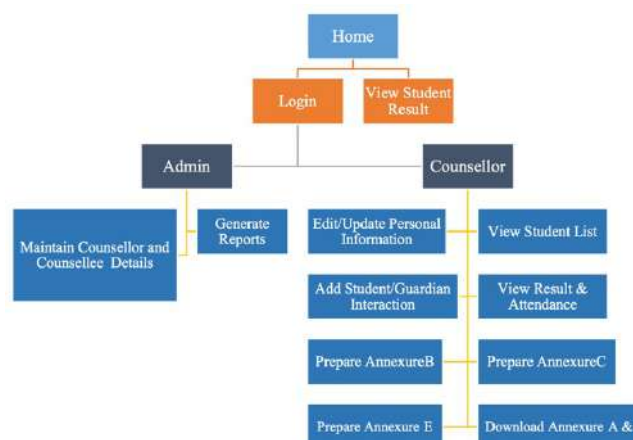 Home
Login
View Student
Result
Admin
Counsellor
Maintain Counsellor and
Counsellee Details
Generate
Reports
Edit/Update Personal
Information
View Student List
Add Student/Guardian
Interaction
View Result &
Attendance
Prepare AnnexureB
Prepare AnnexureC
Prepare Annexure E
Download Annexure A &